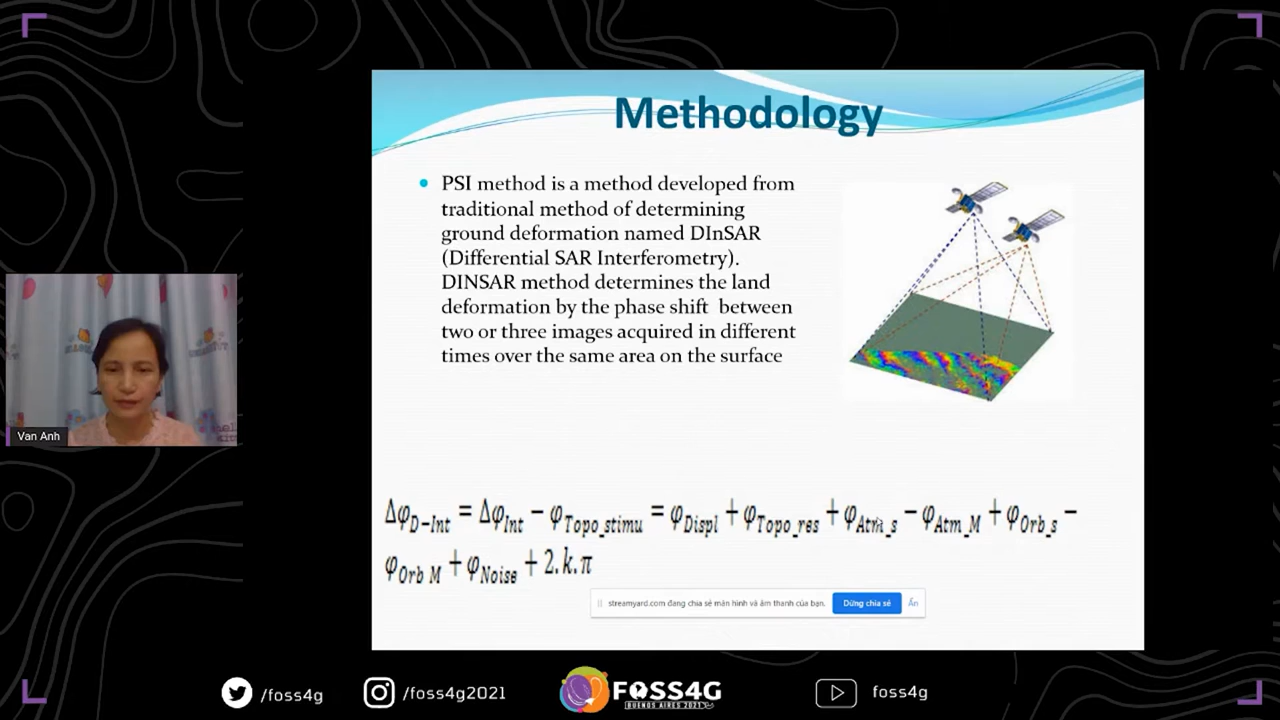 Methodology
PSI method is a method developed from
traditional method of determining
ground deformation named DInSAR
(Differential SAR Interferometry).
DINSAR method determines the land
deformation by the phase shift between
two or three images acquired in different
times over the same area on the surface
Van Anh
Δφ_D-Int = Δφ_Int − φ_Topo_stimu = φ_Displ + φ_Topo_res + φ_Atm_s − φ_Atm_M + φ_Orb_s −
φ_Orb M + φ_Noise + 2.k.π
streamyard.com đang chia sẻ màn hình và âm thanh của bạn. Dừng chia sẻ Ẩn
/foss4g /foss4g2021 FOSS4G foss4g
BUENOS AIRES 2021